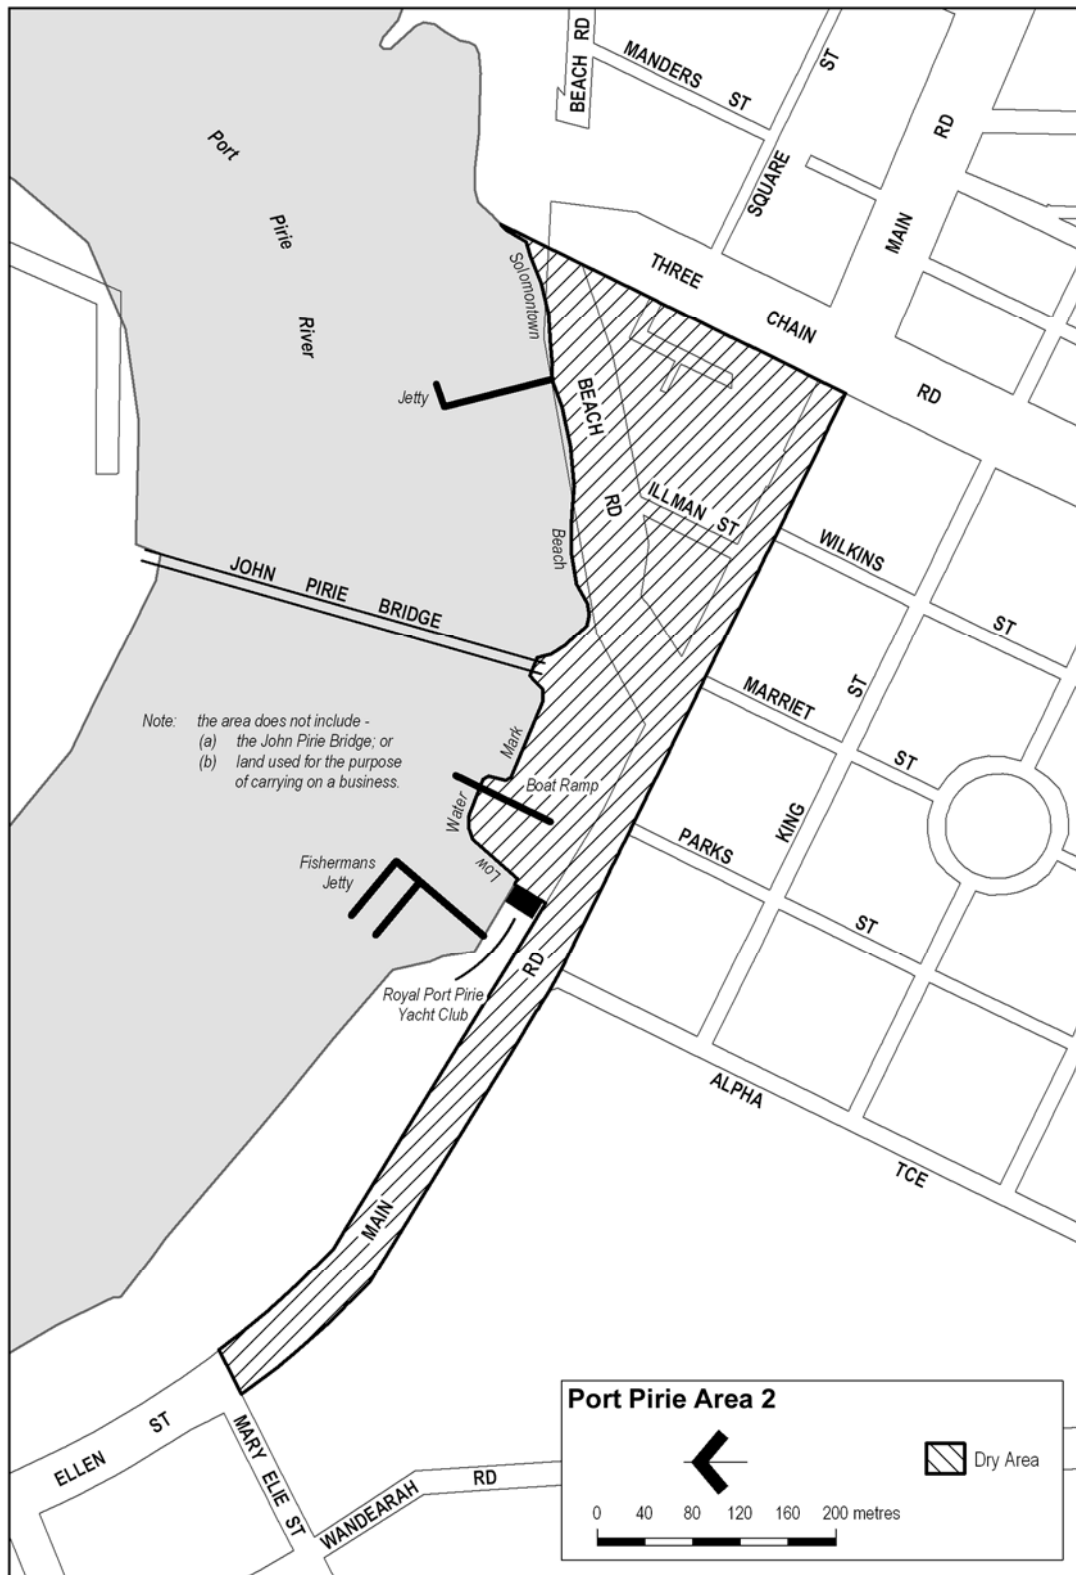 BEACH RD
MANDERS ST
SQUARE ST
MAIN RD
Port Pirie River
THREE CHAIN RD
Solomontown Beach
Jetty
BEACH RD
ILLMAN ST
WILKINS ST
JOHN PIRIE BRIDGE
MARRIET ST
KING ST
Note: the area does not include -
(a) the John Pirie Bridge; or
(b) land used for the purpose
of carrying on a business.
Low Water Mark
Boat Ramp
PARKS ST
Fishermans
Jetty
Royal Port Pirie
Yacht Club
MAIN RD
ALPHA TCE
ELLEN ST
MARY ELIE ST
WANDEARAH RD
Port Pirie Area 2
Dry Area
0 40 80 120 160 200 metres